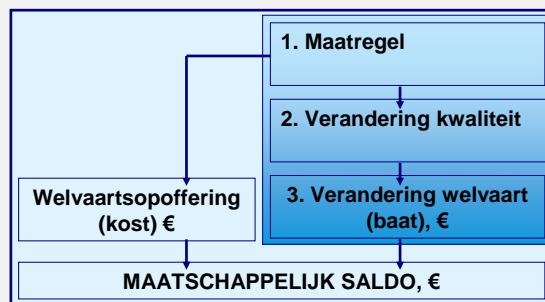 1. Maatregel
2. Verandering kwaliteit
Welvaartsopoffering
(kost) €
3. Verandering welvaart
(baat), €
MAATSCHAPPELIJK SALDO, €